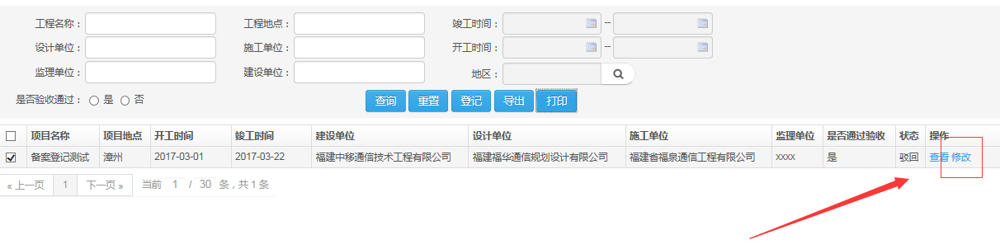 工程名称： 工程地点： 竣工时间： --
设计单位： 施工单位： 开工时间： --
监理单位： 建设单位： 地区：
是否验收通过： 是 否 查询 重置 登记 导出 打印
项目名称 项目地点 开工时间 竣工时间 建设单位 设计单位 施工单位 监理单位 是否通过验收 状态 操作
备案登记测试 漳州 2017-03-01 2017-03-22 福建中移通信技术工程有限公司 福建福华通信规划设计有限公司 福建省福泉通信工程有限公司 xxxx 是 驳回 查看 修改
« 上一页 1 下一页 » 当前 1 / 30 条，共 1 条